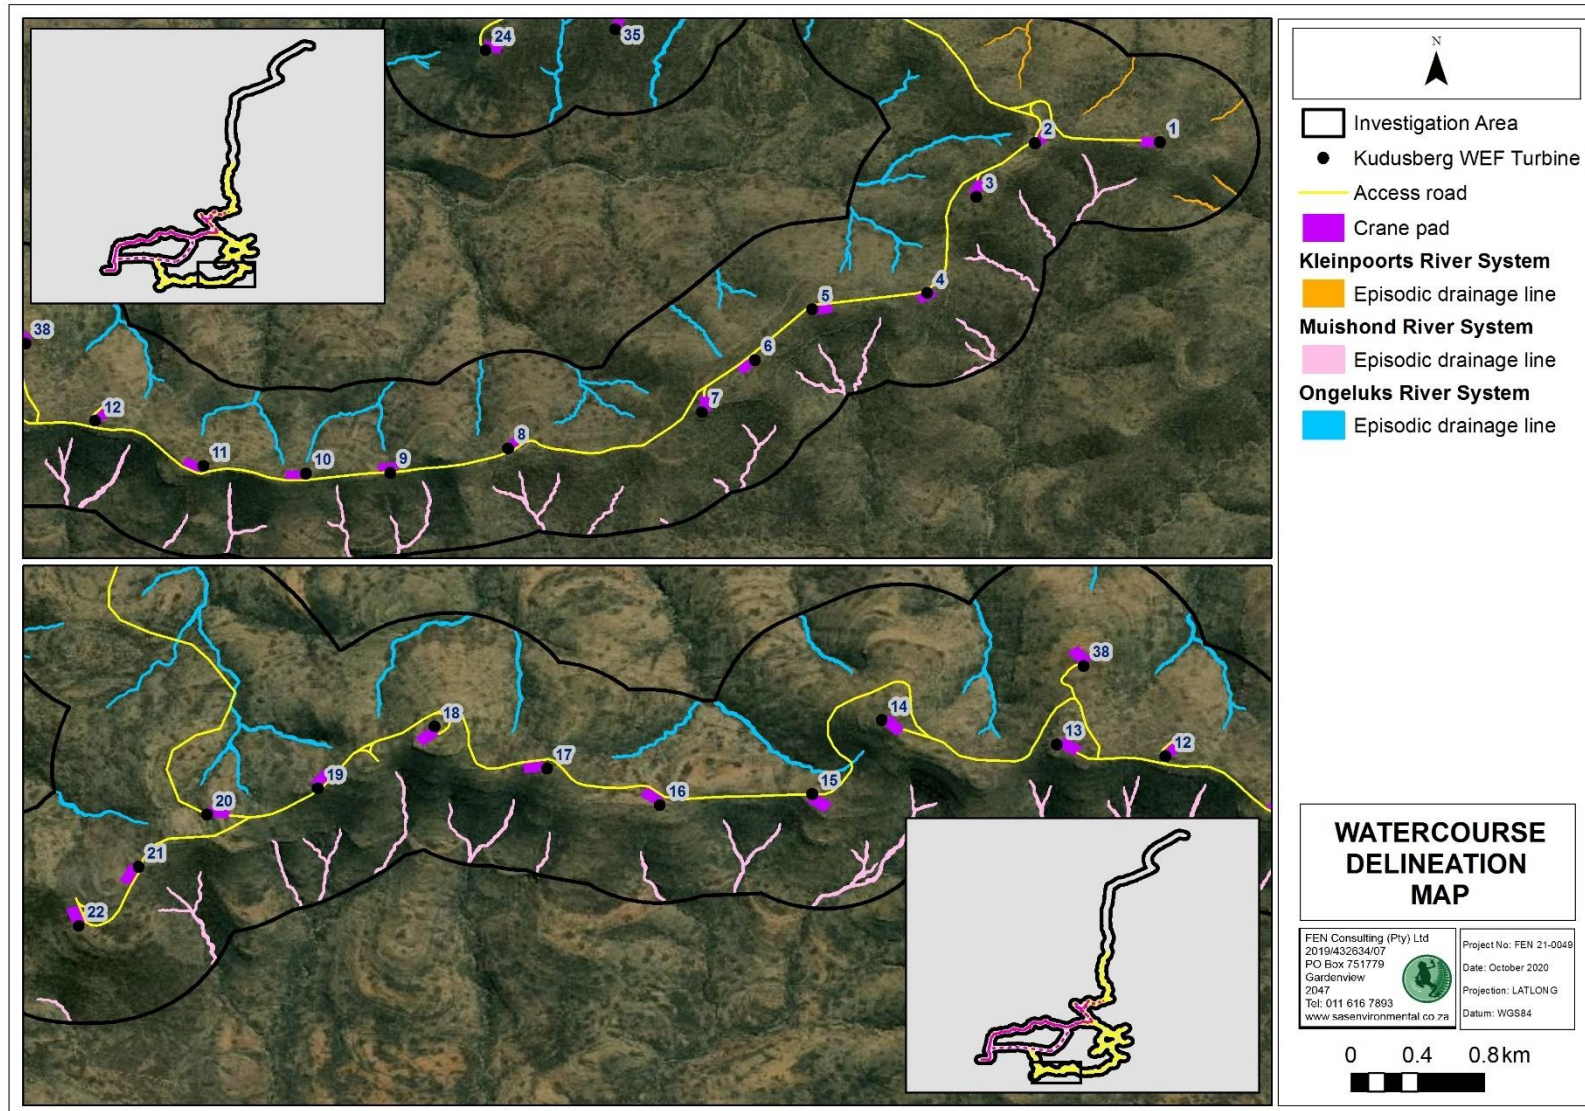 24
35
2
1
3
4
5
6
7
38
12
11
10
9
8
18
38
14
13
12
19
17
16
15
20
21
22
N
Investigation Area
Kudusberg WEF Turbine
Access road
Crane pad
Kleinpoorts River System
Episodic drainage line
Muishond River System
Episodic drainage line
Ongeluks River System
Episodic drainage line
WATERCOURSE
DELINEATION
MAP
FEN Consulting (Pty) Ltd
2019/432634/07
PO Box 751779
Gardenview
2047
Tel: 011 616 7893
www.sasenvironmental.co.za
Project No: FEN 21-0049
Date: October 2020
Projection: LATLONG
Datum: WGS84
0 0.4 0.8km